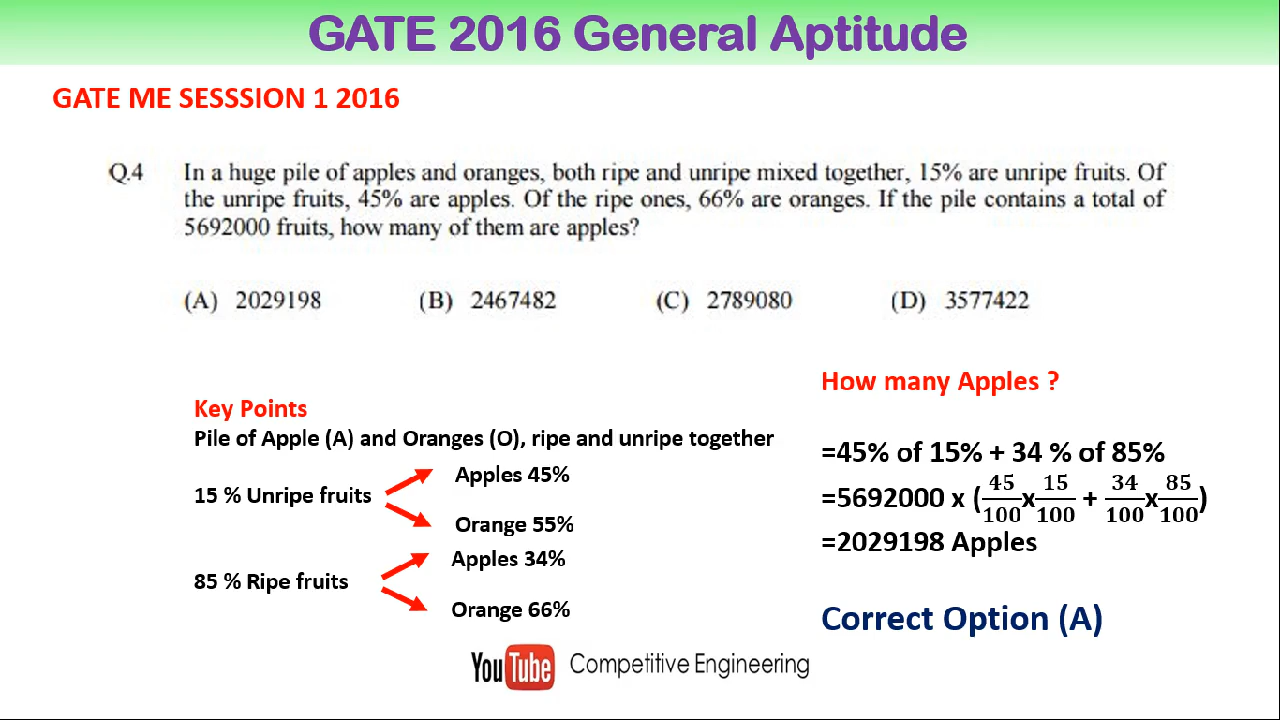 GATE 2016 General Aptitude
GATE ME SESSSION 1 2016
Q.4 In a huge pile of apples and oranges, both ripe and unripe mixed together, 15% are unripe fruits. Of
the unripe fruits, 45% are apples. Of the ripe ones, 66% are oranges. If the pile contains a total of
5692000 fruits, how many of them are apples?
(A) 2029198 (B) 2467482 (C) 2789080 (D) 3577422
Key Points
Pile of Apple (A) and Oranges (O), ripe and unripe together
Apples 45%
15 % Unripe fruits
Orange 55%
Apples 34%
85 % Ripe fruits
Orange 66%
How many Apples ?
=45% of 15% + 34 % of 85%
=5692000 x (45/100x15/100 + 34/100x85/100)
=2029198 Apples
Correct Option (A)
YouTube Competitive Engineering